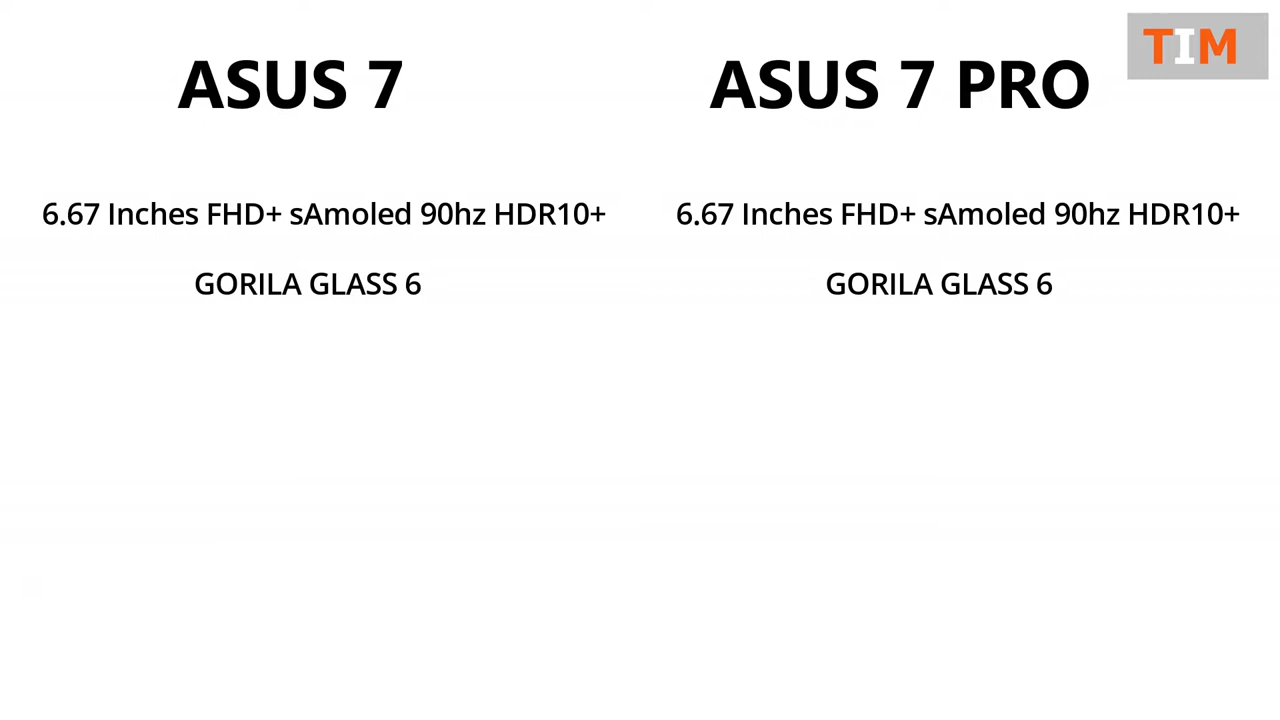 TIM
ASUS 7
ASUS 7 PRO
6.67 Inches FHD+ sAmoled 90hz HDR10+
6.67 Inches FHD+ sAmoled 90hz HDR10+
GORILA GLASS 6
GORILA GLASS 6